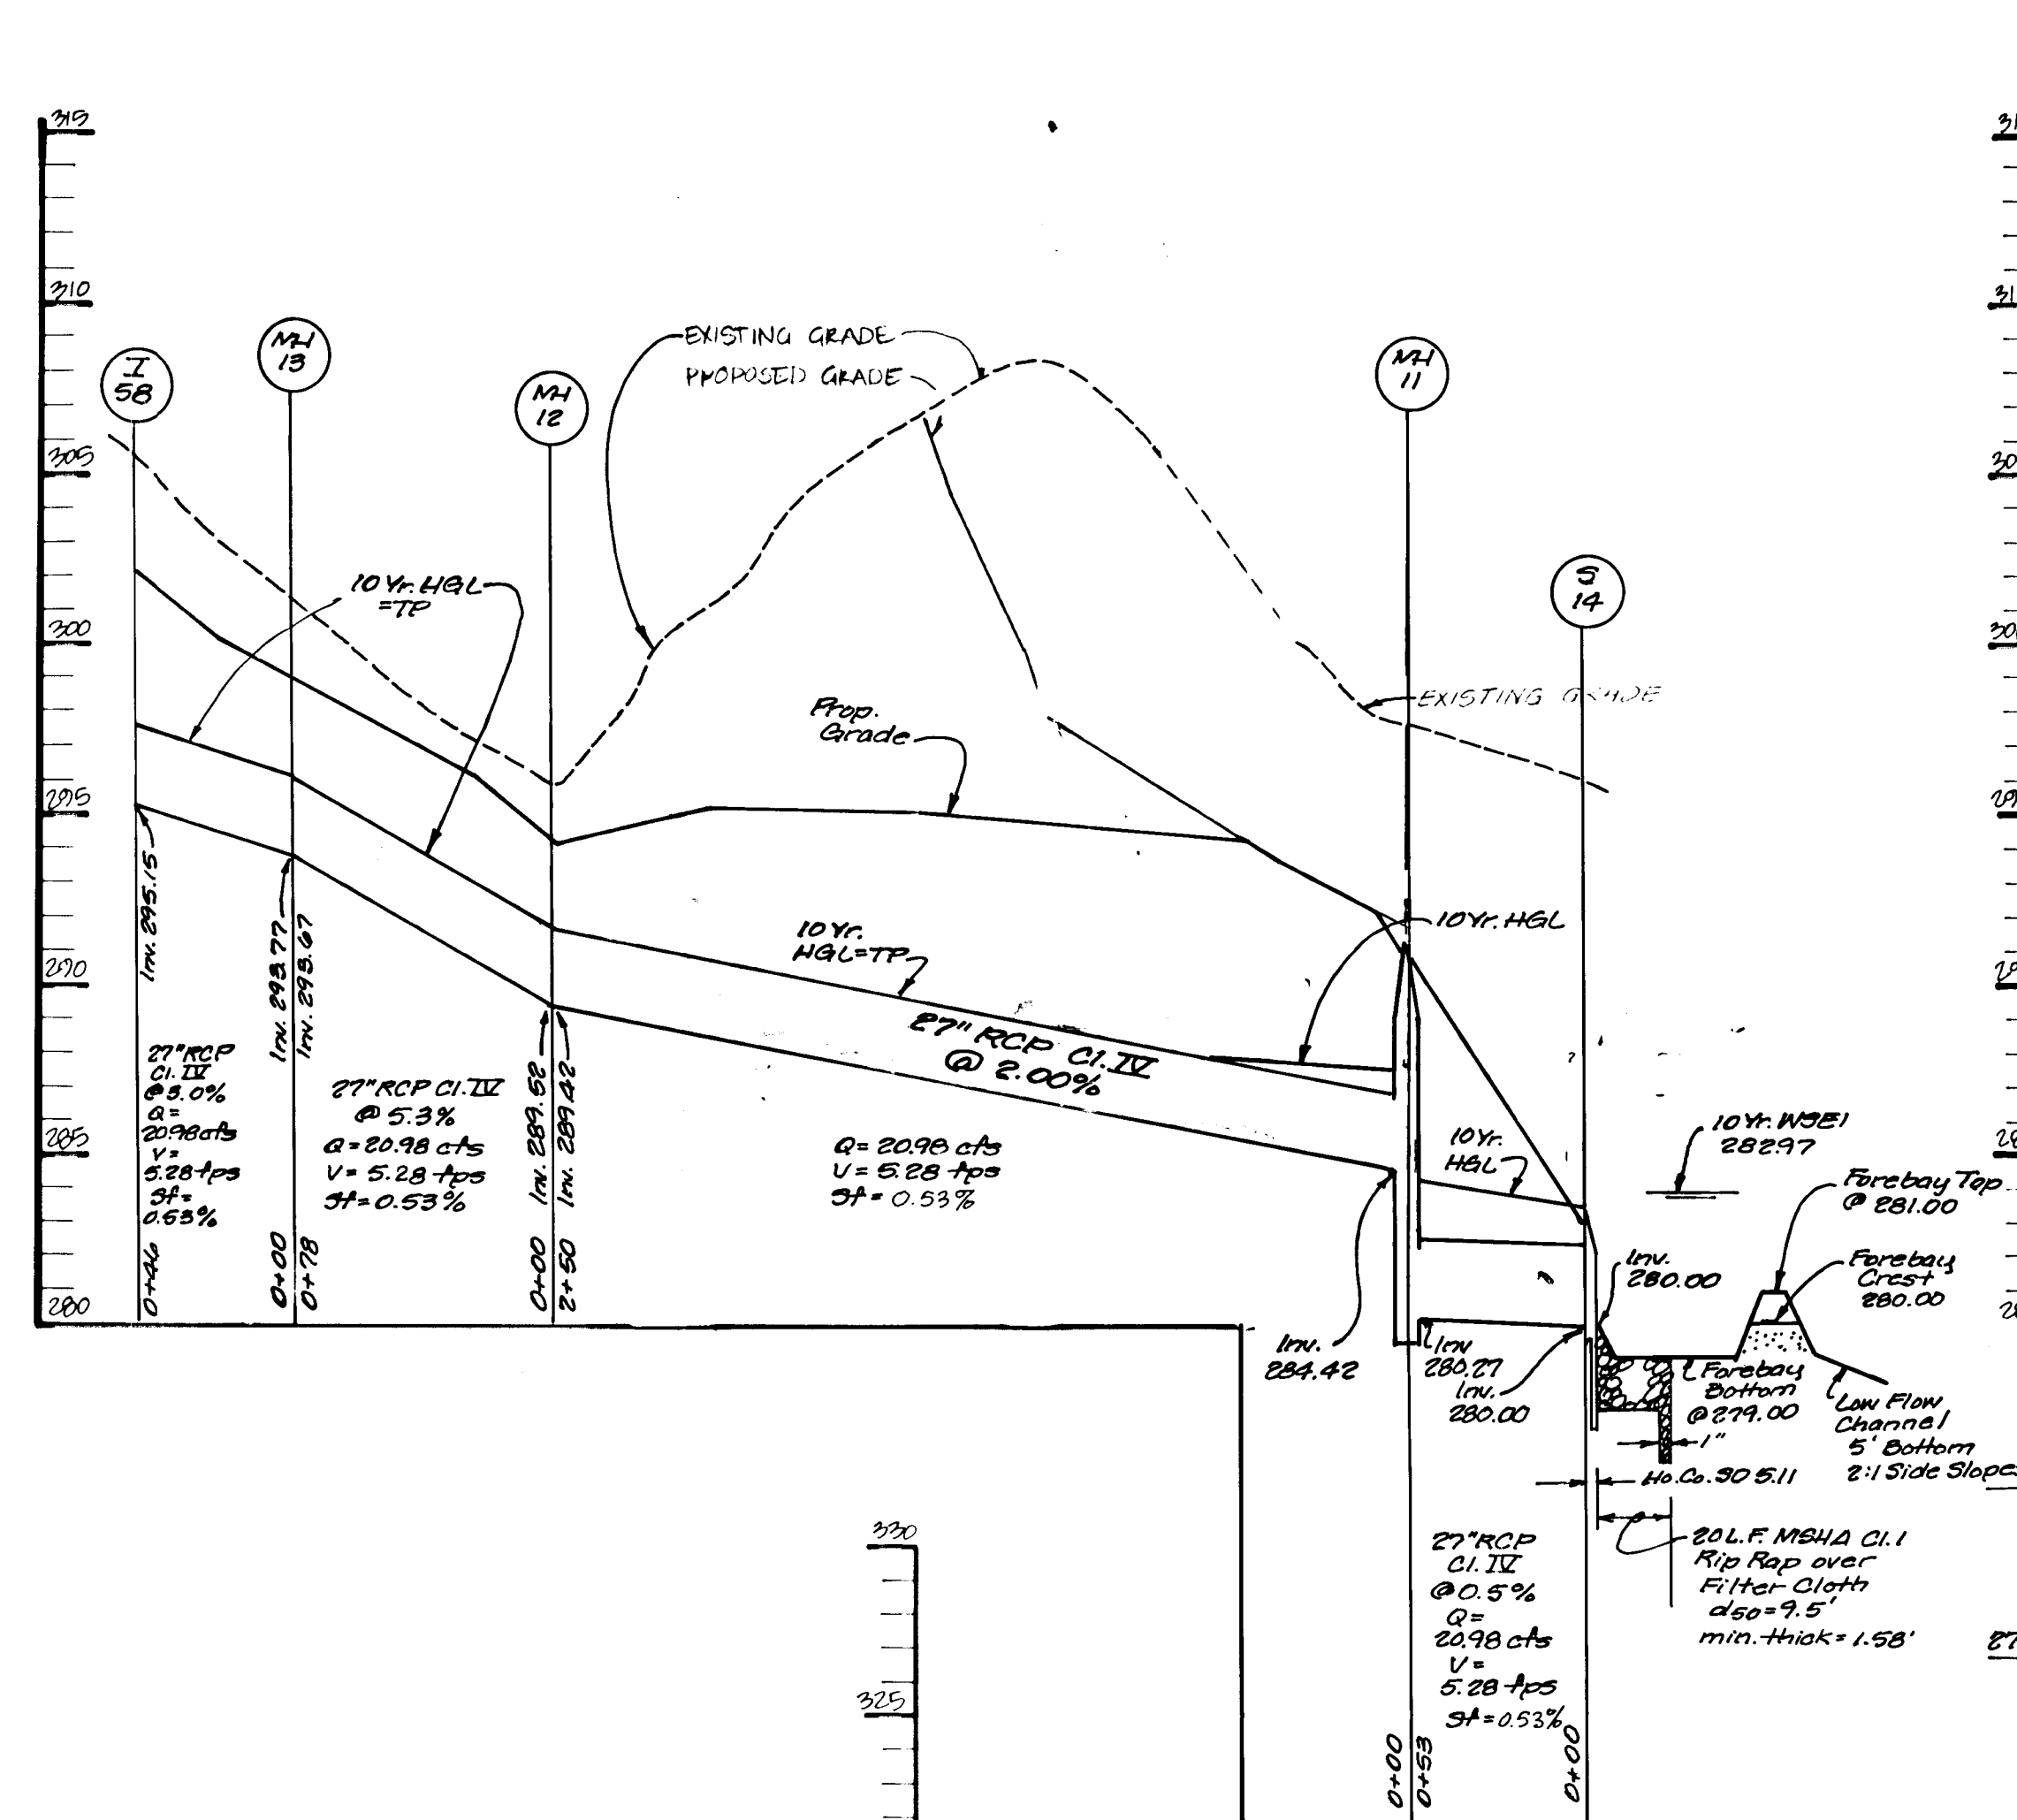 315
310
305
300
295
290
285
280
I
58
MH
13
MH
12
MH
11
S
14
EXISTING GRADE
PROPOSED GRADE
10 Yr. HGL
=TP
Prop.
Grade
EXISTING GRADE
10 Yr.
HGL=TP
10 Yr. HGL
27" RCP Cl. IV
@ 2.00%
Inv. 295.15
Inv. 293.77
Inv. 293.67
Inv. 289.52
Inv. 289.42
27" RCP
Cl. IV
@ 3.0%
Q=
20.98 cfs
V=
5.28 fps
Sf=
0.53%
27" RCP Cl. IV
@ 5.3%
Q=20.98 cfs
V= 5.28 fps
Sf=0.53%
Q=20.98 cfs
V= 5.28 fps
Sf= 0.53%
0+46
0+00
0+78
0+00
2+50
10 Yr.
HGL
10 Yr. WSEl
282.97
Forebay Top
@ 281.00
Forebay
Crest
280.00
Inv.
280.00
Inv.
284.42
Inv
280.27
Inv.
280.00
Forebay
Bottom
@279.00
Low Flow
Channel
5' Bottom
2:1 Side Slope
1"
Ho. Co. SD 5.11
20 L.F. MSHA Cl. 1
Rip Rap over
Filter Cloth
d50=9.5'
min. thick = 1.58'
27" RCP
Cl. IV
@0.5%
Q=
20.98 cfs
V=
5.28 fps
Sf=0.53%
0+00
0+53
0+00
330
325